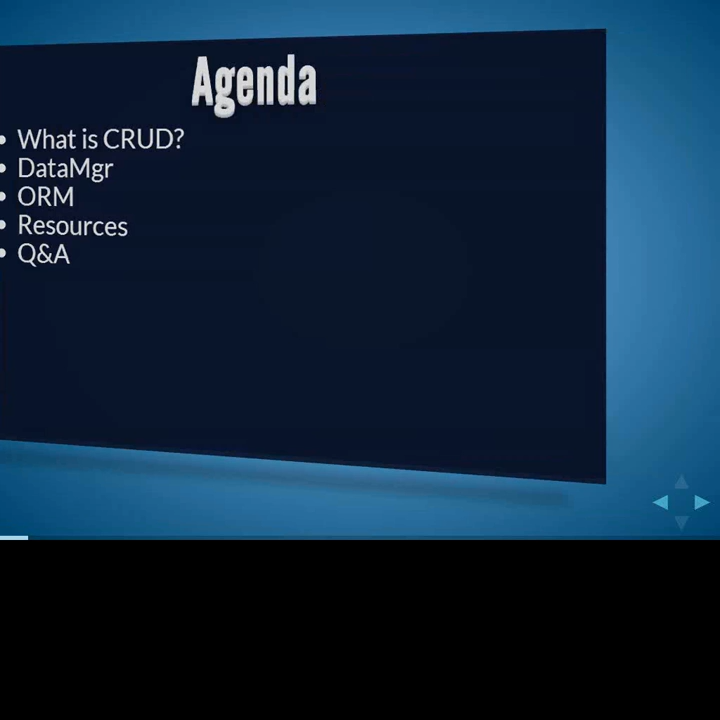 Agenda
What is CRUD?
DataMgr
ORM
Resources
Q&A